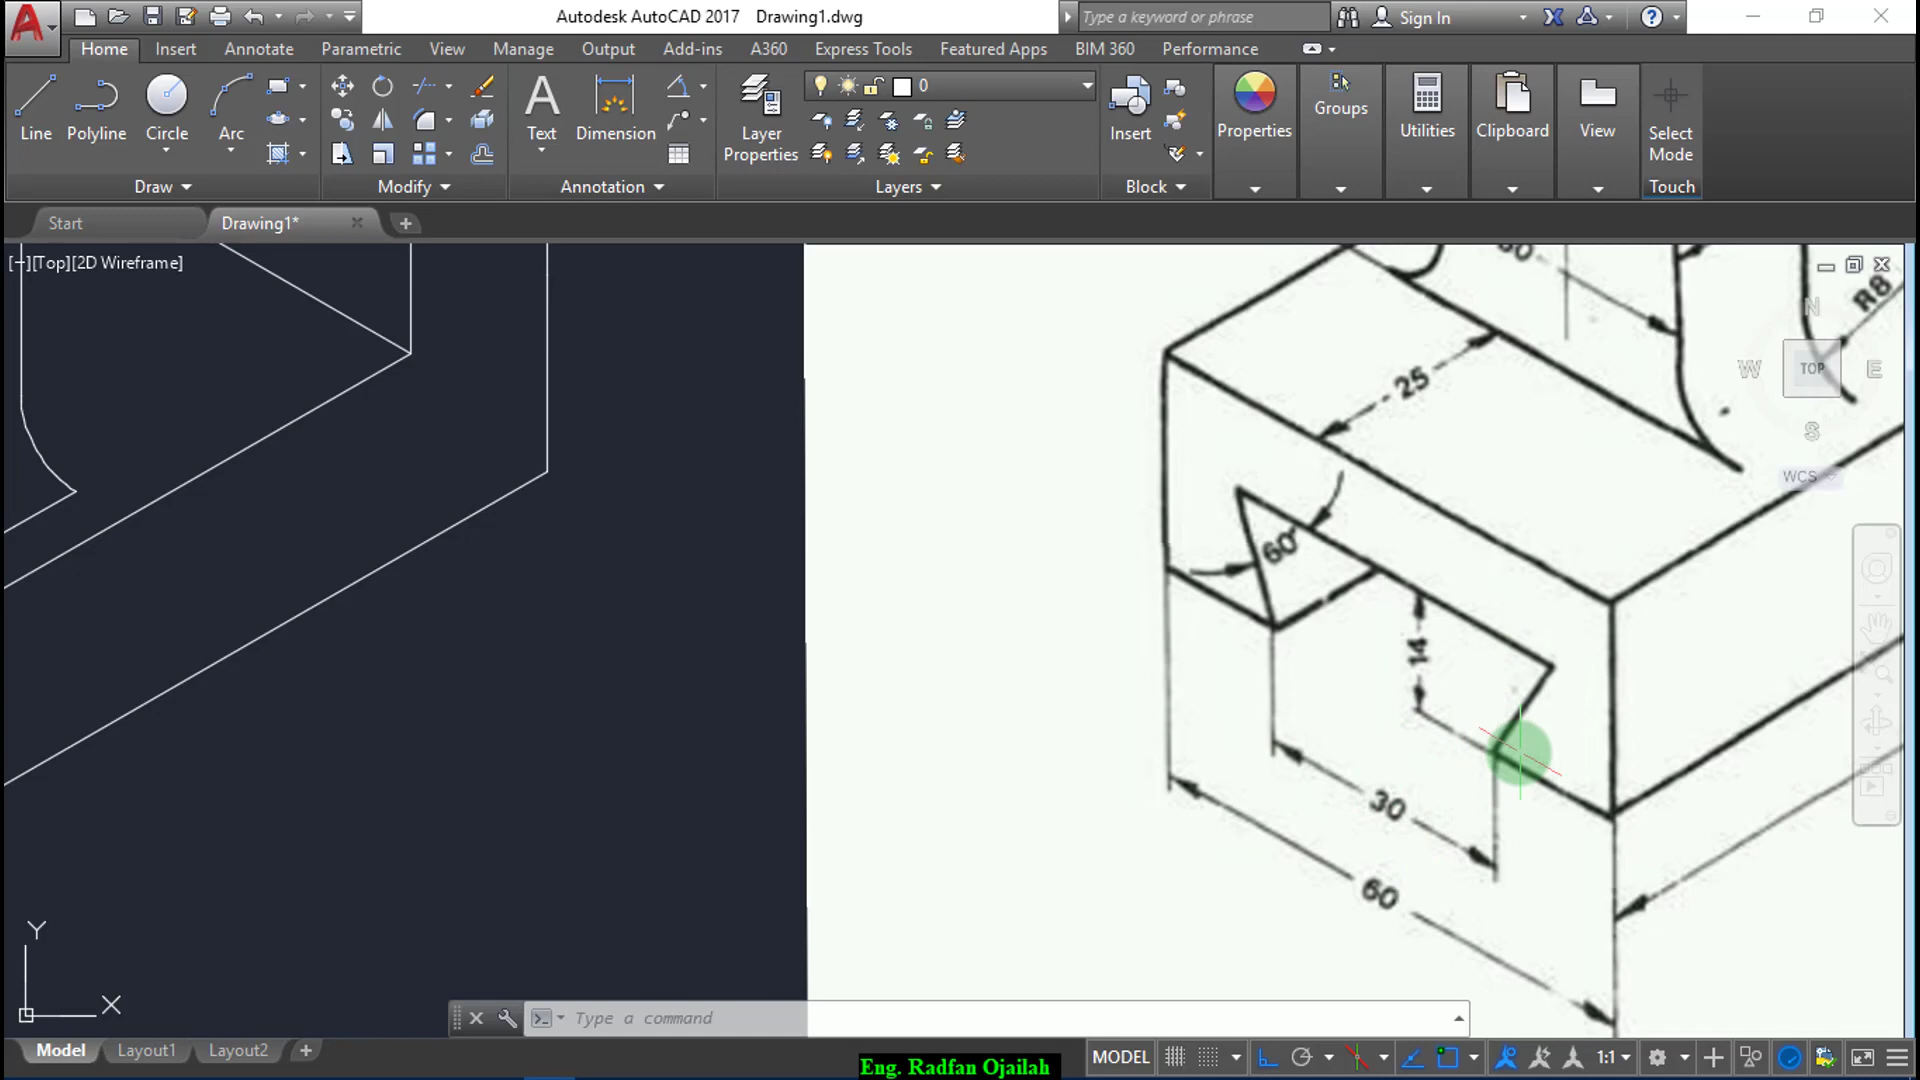 Autodesk AutoCAD 2017 Drawing1.dwg
Type a keyword or phrase
Sign In
Home Insert Annotate Parametric View Manage Output Add-ins A360 Express Tools Featured Apps BIM 360 Performance
Line Polyline Circle Arc
Text Dimension
Layer Properties
0
Insert
Properties Groups Utilities Clipboard View
Select Mode
Draw Modify Annotation Layers Block Touch
Start Drawing1*
[−][Top][2D Wireframe]
R8
N
W TOP E
S
WCS
25
60°
14
30
60
Y
X
Type a command
Model Layout1 Layout2
MODEL 1:1
Eng. Radfan Ojailah